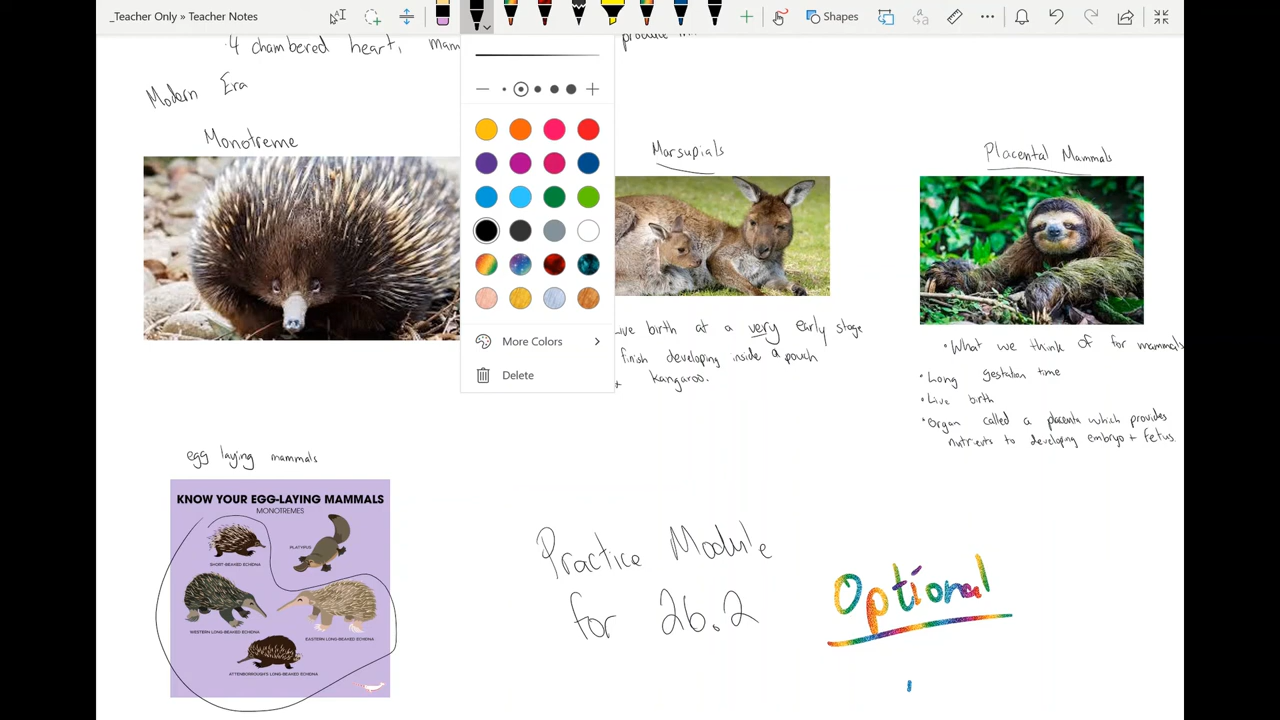 _Teacher Only » Teacher Notes
Shapes
4 chambered heart,
produce
Modern Era
Monotreme
Marsupials
Placental Mammals
More Colors
Delete
Live birth at a very early stage
finish developing inside a pouch
kangaroo.
• What we think of for mammals
• Long gestation time
• Live birth
• Organ called a placenta which provides
nutrients to developing embryo + fetus.
egg laying mammals
KNOW YOUR EGG-LAYING MAMMALS
MONOTREMES
PLATYPUS
SHORT-BEAKED ECHIDNA
WESTERN LONG-BEAKED ECHIDNA
EASTERN LONG-BEAKED ECHIDNA
ATTENBOROUGH'S LONG-BEAKED ECHIDNA
Practice Module
for 26.2
Optional